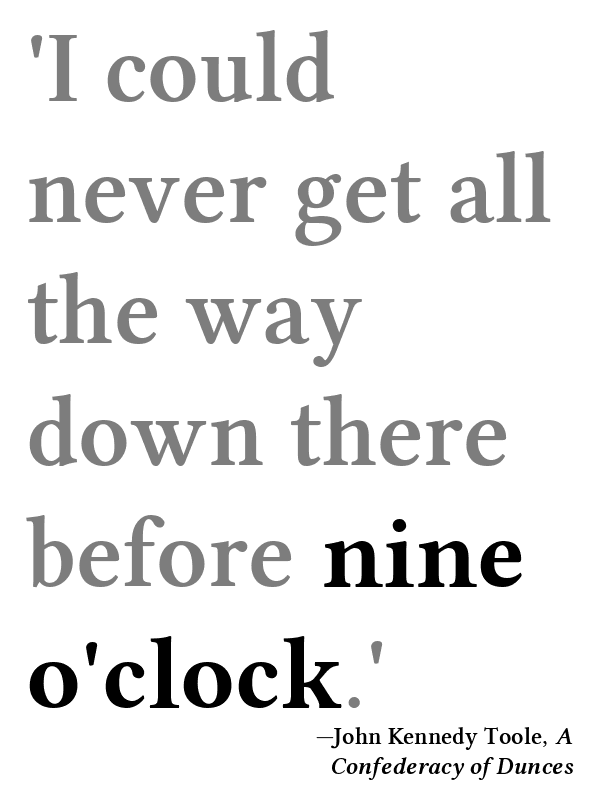 'I could
never get all
the way
down there
before nine
o'clock.'
—John Kennedy Toole, A
Confederacy of Dunces